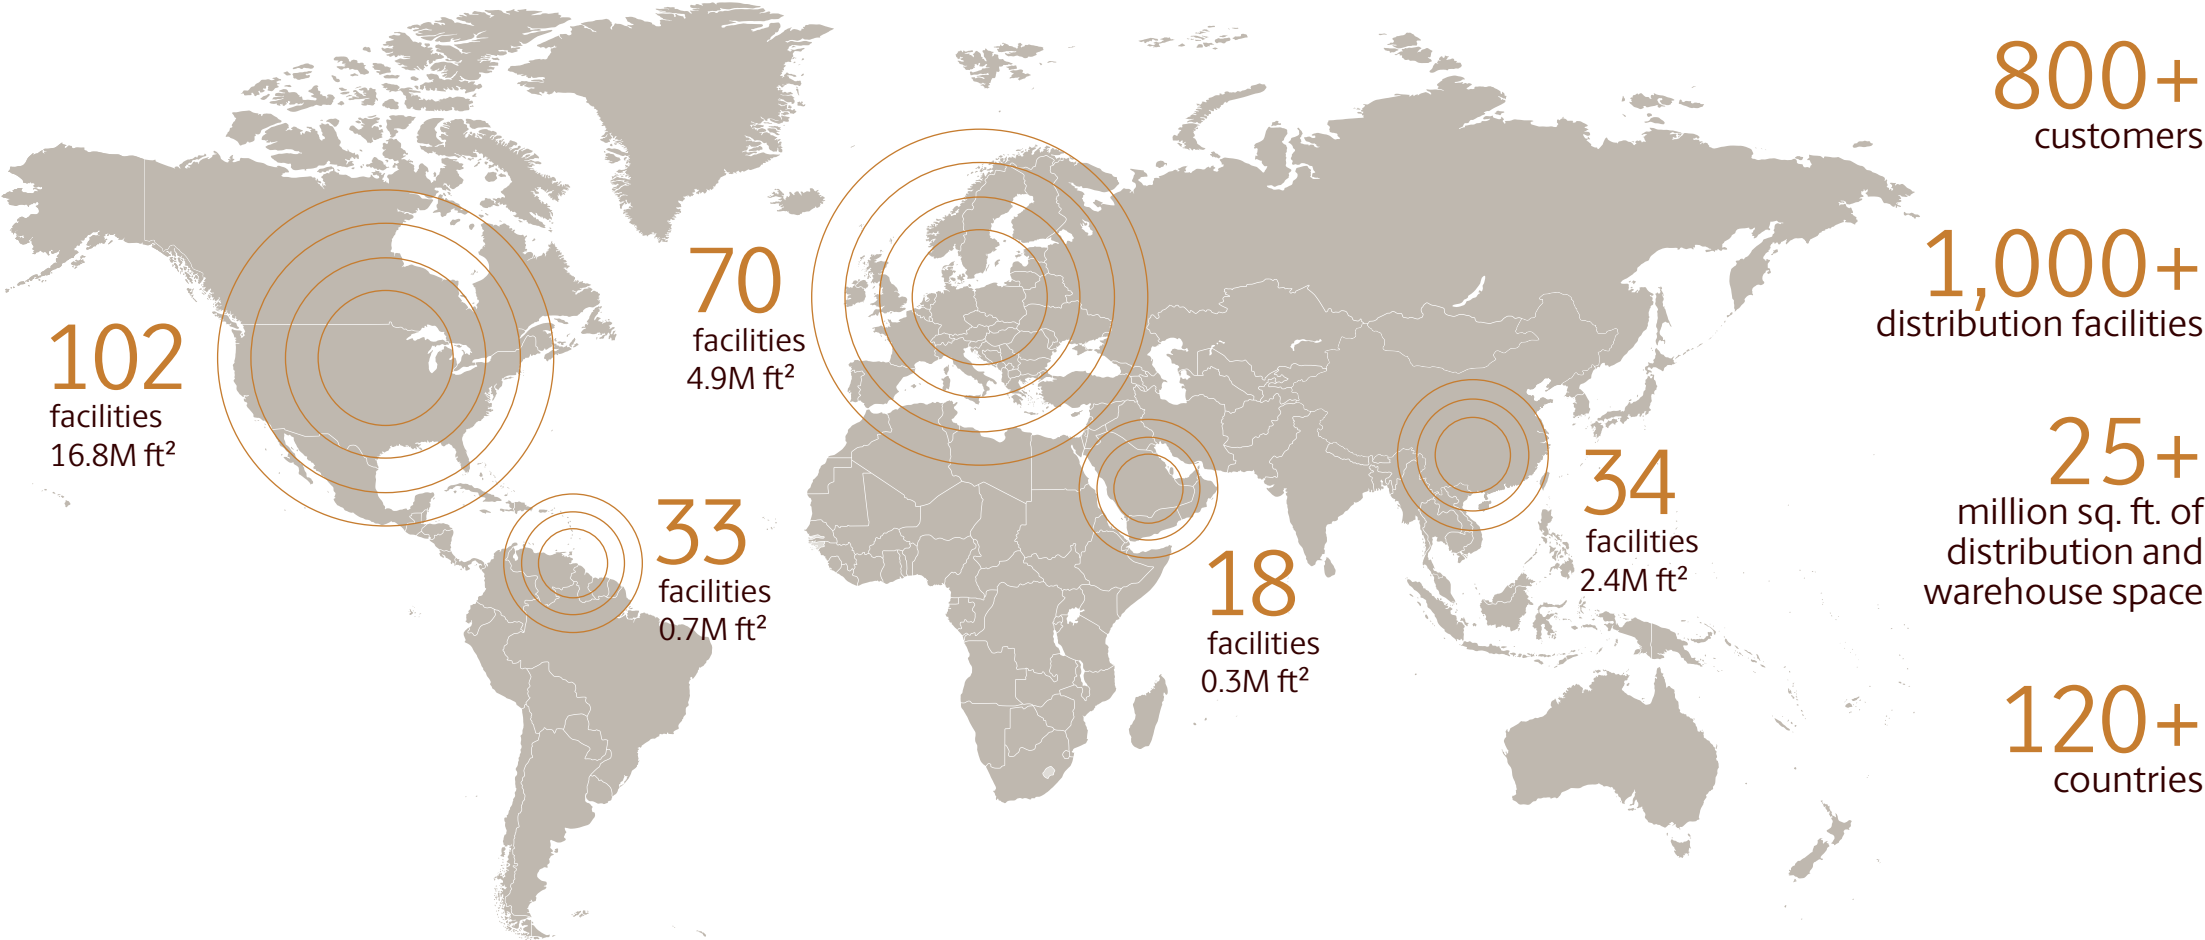 102
facilities
16.8M ft²
70
facilities
4.9M ft²
33
facilities
0.7M ft²
18
facilities
0.3M ft²
34
facilities
2.4M ft²
800+
customers
1,000+
distribution facilities
25+
million sq. ft. of
distribution and
warehouse space
120+
countries